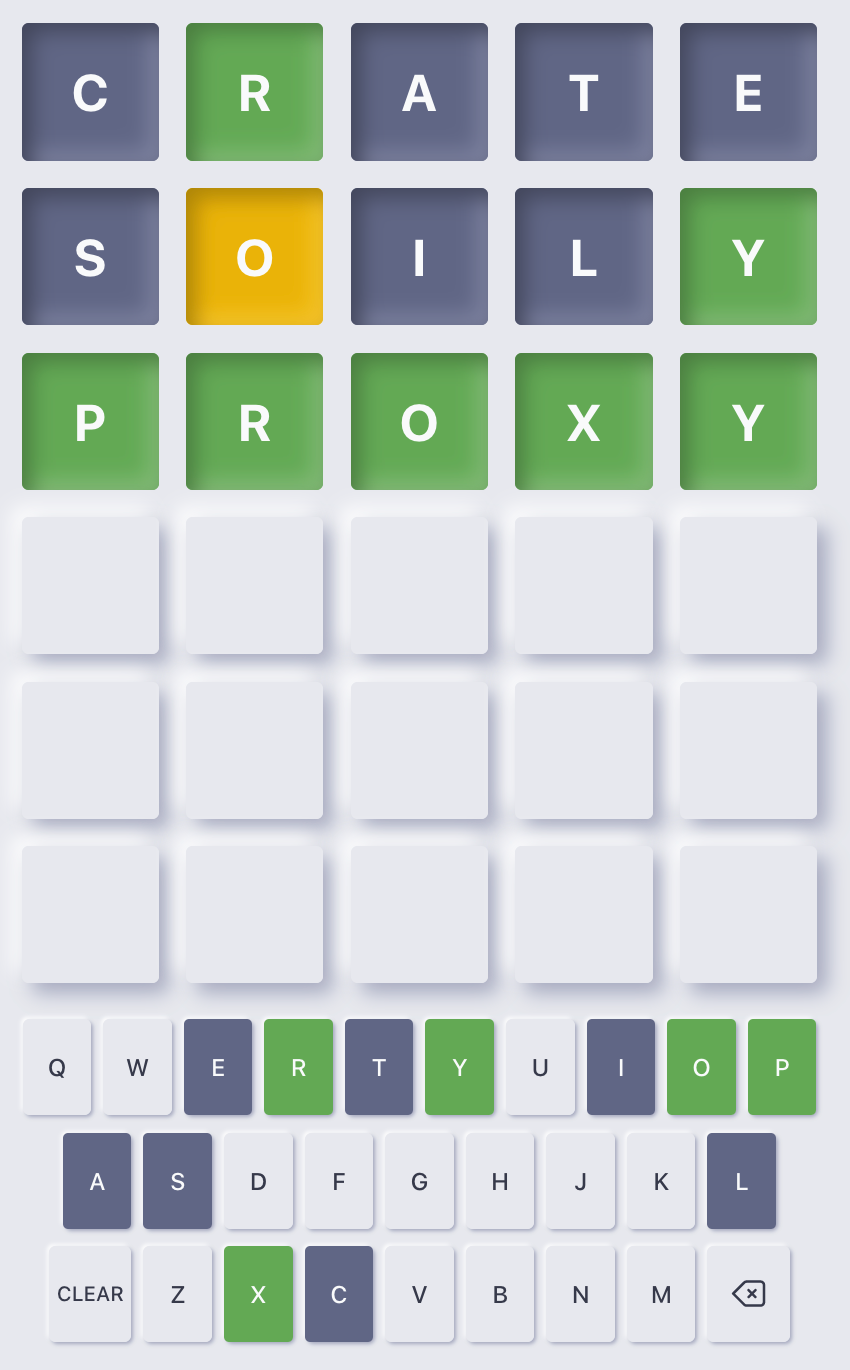 C R A T E
S O I L Y
P R O X Y
Q W E R T Y U I O P
A S D F G H J K L
CLEAR Z X C V B N M